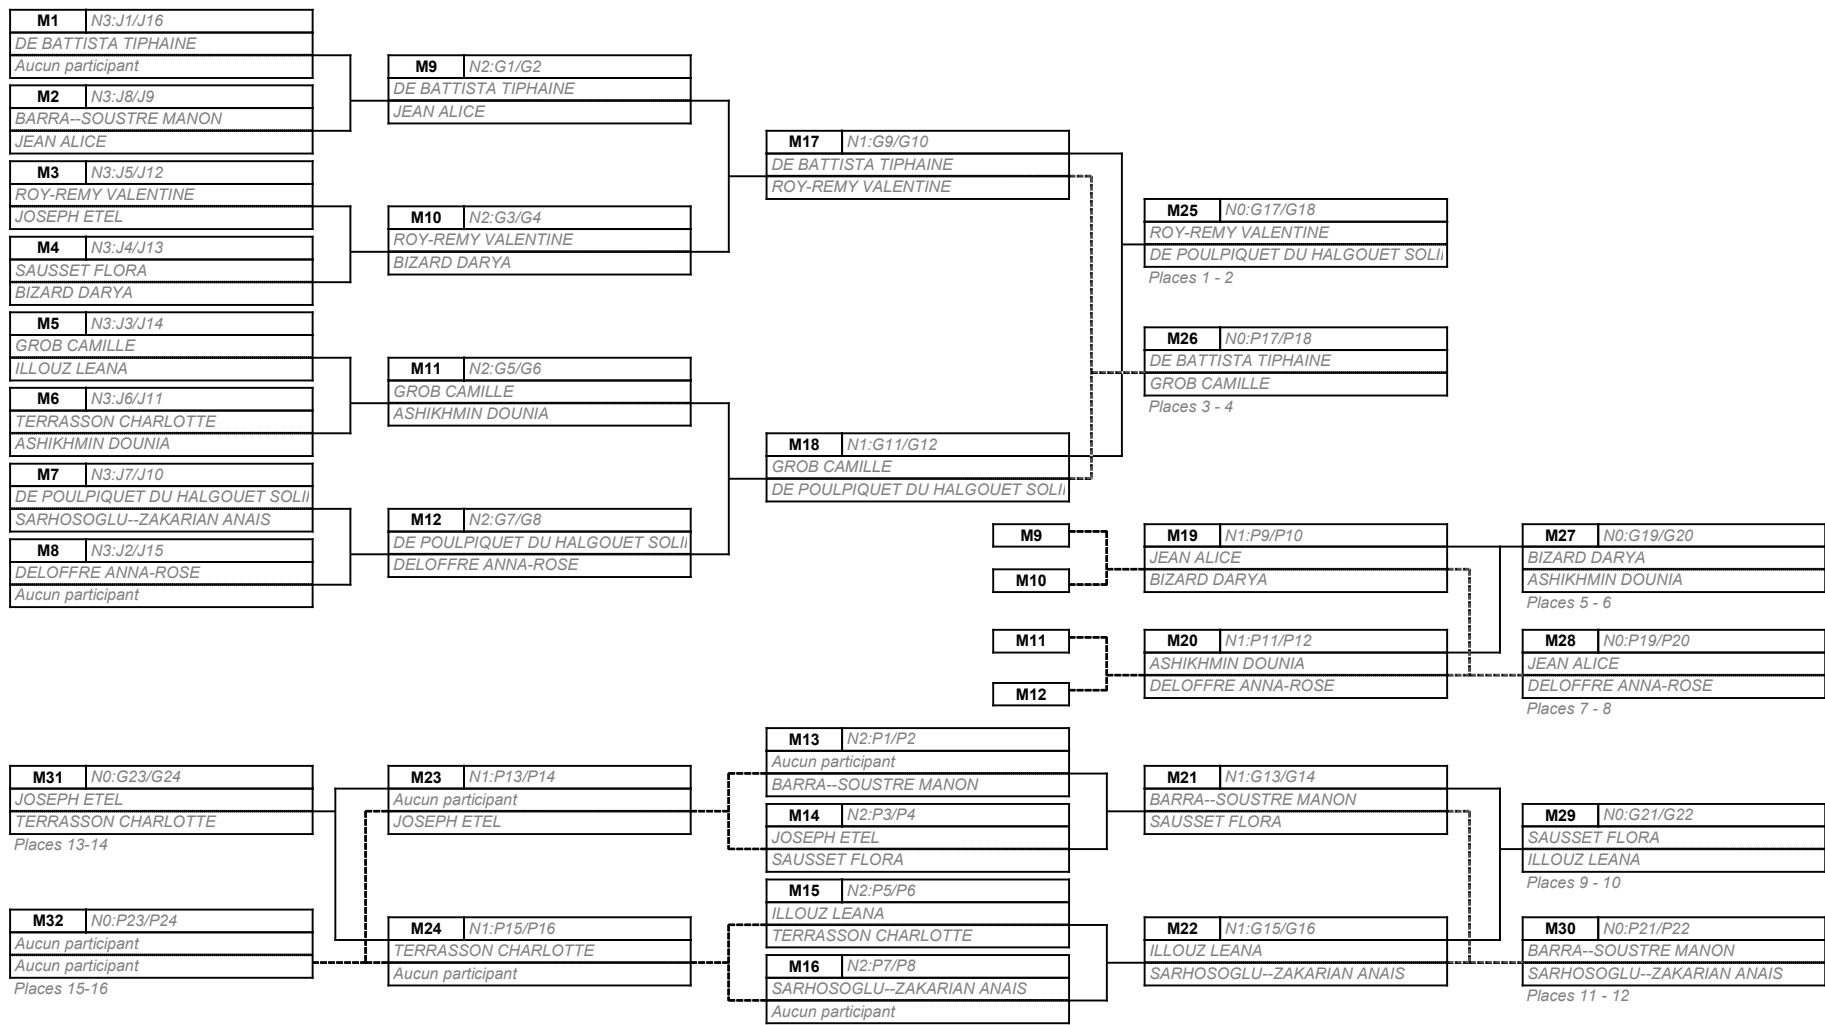 M1 N3:J1/J16
DE BATTISTA TIPHAINE
Aucun participant
M2 N3:J8/J9
BARRA--SOUSTRE MANON
JEAN ALICE
M3 N3:J5/J12
ROY-REMY VALENTINE
JOSEPH ETEL
M4 N3:J4/J13
SAUSSET FLORA
BIZARD DARYA
M5 N3:J3/J14
GROB CAMILLE
ILLOUZ LEANA
M6 N3:J6/J11
TERRASSON CHARLOTTE
ASHIKHMIN DOUNIA
M7 N3:J7/J10
DE POULPIQUET DU HALGOUET SOLI
SARHOSOGLU--ZAKARIAN ANAIS
M8 N3:J2/J15
DELOFFRE ANNA-ROSE
Aucun participant
M9 N2:G1/G2
DE BATTISTA TIPHAINE
JEAN ALICE
M10 N2:G3/G4
ROY-REMY VALENTINE
BIZARD DARYA
M11 N2:G5/G6
GROB CAMILLE
ASHIKHMIN DOUNIA
M12 N2:G7/G8
DE POULPIQUET DU HALGOUET SOLI
DELOFFRE ANNA-ROSE
M17 N1:G9/G10
DE BATTISTA TIPHAINE
ROY-REMY VALENTINE
M18 N1:G11/G12
GROB CAMILLE
DE POULPIQUET DU HALGOUET SOLI
M25 N0:G17/G18
ROY-REMY VALENTINE
DE POULPIQUET DU HALGOUET SOLI
Places 1 - 2
M26 N0:P17/P18
DE BATTISTA TIPHAINE
GROB CAMILLE
Places 3 - 4
M9
M10
M11
M12
M19 N1:P9/P10
JEAN ALICE
BIZARD DARYA
M20 N1:P11/P12
ASHIKHMIN DOUNIA
DELOFFRE ANNA-ROSE
M27 N0:G19/G20
BIZARD DARYA
ASHIKHMIN DOUNIA
Places 5 - 6
M28 N0:P19/P20
JEAN ALICE
DELOFFRE ANNA-ROSE
Places 7 - 8
M31 N0:G23/G24
JOSEPH ETEL
TERRASSON CHARLOTTE
Places 13-14
M32 N0:P23/P24
Aucun participant
Aucun participant
Places 15-16
M23 N1:P13/P14
Aucun participant
JOSEPH ETEL
M24 N1:P15/P16
TERRASSON CHARLOTTE
Aucun participant
M13 N2:P1/P2
Aucun participant
BARRA--SOUSTRE MANON
M14 N2:P3/P4
JOSEPH ETEL
SAUSSET FLORA
M15 N2:P5/P6
ILLOUZ LEANA
TERRASSON CHARLOTTE
M16 N2:P7/P8
SARHOSOGLU--ZAKARIAN ANAIS
Aucun participant
M21 N1:G13/G14
BARRA--SOUSTRE MANON
SAUSSET FLORA
M22 N1:G15/G16
ILLOUZ LEANA
SARHOSOGLU--ZAKARIAN ANAIS
M29 N0:G21/G22
SAUSSET FLORA
ILLOUZ LEANA
Places 9 - 10
M30 N0:P21/P22
BARRA--SOUSTRE MANON
SARHOSOGLU--ZAKARIAN ANAIS
Places 11 - 12